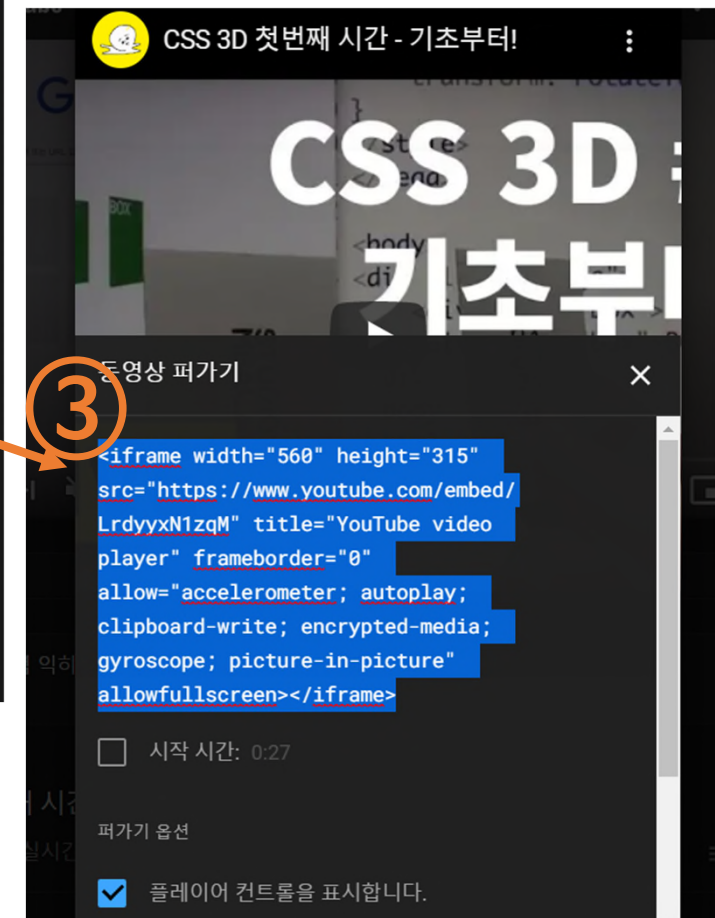 CSS 3D 첫번째 시간 - 기초부터!
}
CSS 3D
<body
BOX
기초부
동영상 퍼가기
③
<iframe width="560" height="315"
src="https://www.youtube.com/embed/
LrdyyxN1zqM" title="YouTube video
player" frameborder="0"
allow="accelerometer; autoplay;
clipboard-write; encrypted-media;
gyroscope; picture-in-picture"
allowfullscreen></iframe>
익히
시작 시간: 0:27
퍼가기 옵션
플레이어 컨트롤을 표시합니다.